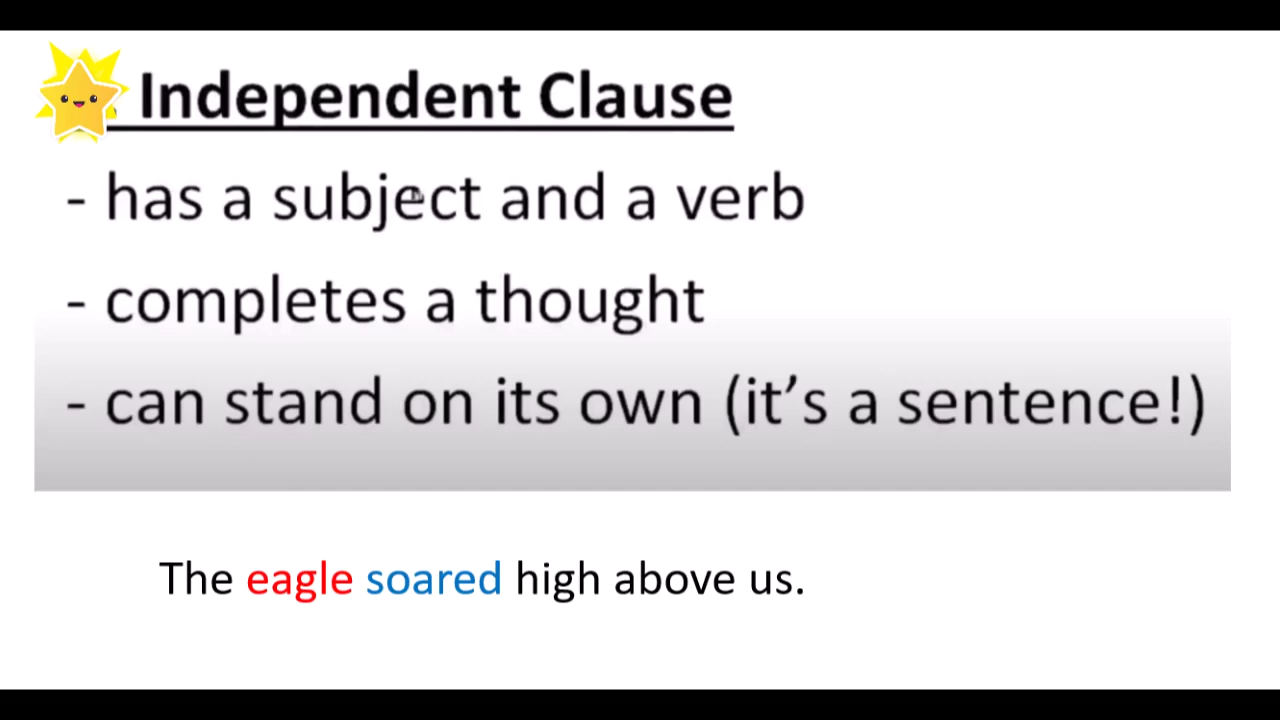 Independent Clause
- has a subject and a verb
- completes a thought
- can stand on its own (it’s a sentence!)
The eagle soared high above us.